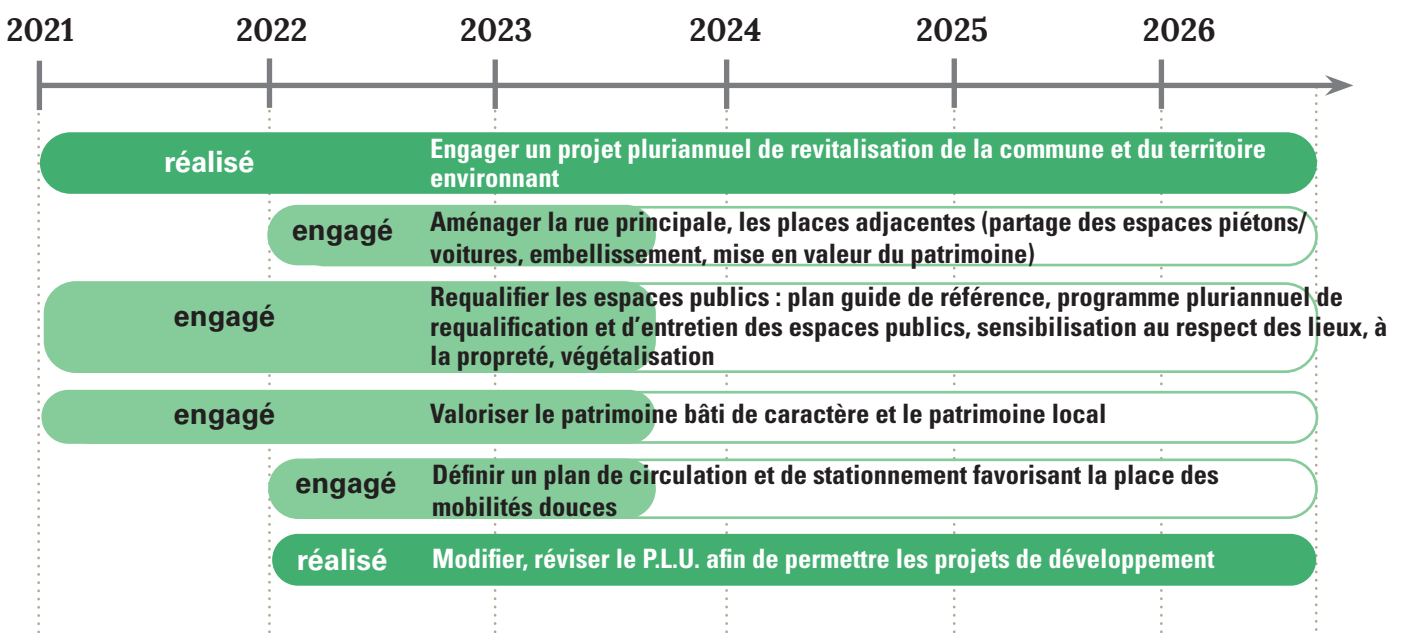 2021 2022 2023 2024 2025 2026
réalisé
Engager un projet pluriannuel de revitalisation de la commune et du territoire
environnant
engagé
Aménager la rue principale, les places adjacentes (partage des espaces piétons/
voitures, embellissement, mise en valeur du patrimoine)
engagé
Requalifier les espaces publics : plan guide de référence, programme pluriannuel de
requalification et d’entretien des espaces publics, sensibilisation au respect des lieux, à
la propreté, végétalisation
engagé
Valoriser le patrimoine bâti de caractère et le patrimoine local
engagé
Définir un plan de circulation et de stationnement favorisant la place des
mobilités douces
réalisé
Modifier, réviser le P.L.U. afin de permettre les projets de développement